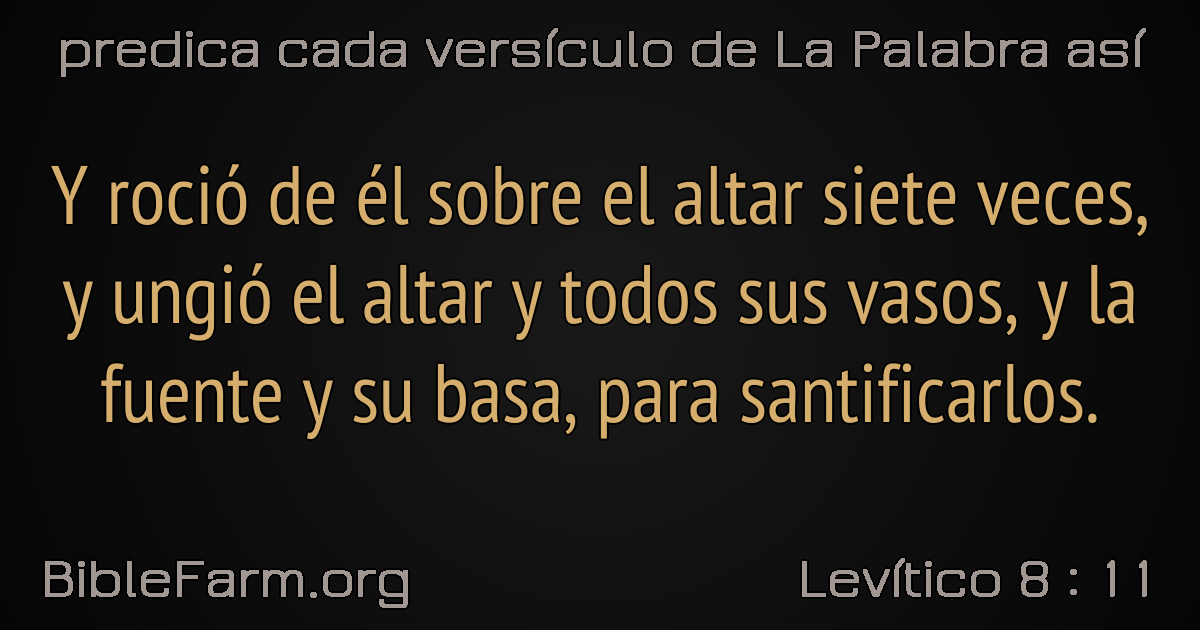 predica cada versículo de La Palabra así
Y roció de él sobre el altar siete veces,
y ungió el altar y todos sus vasos, y la
fuente y su basa, para santificarlos.
BibleFarm.org
Levítico 8 : 11